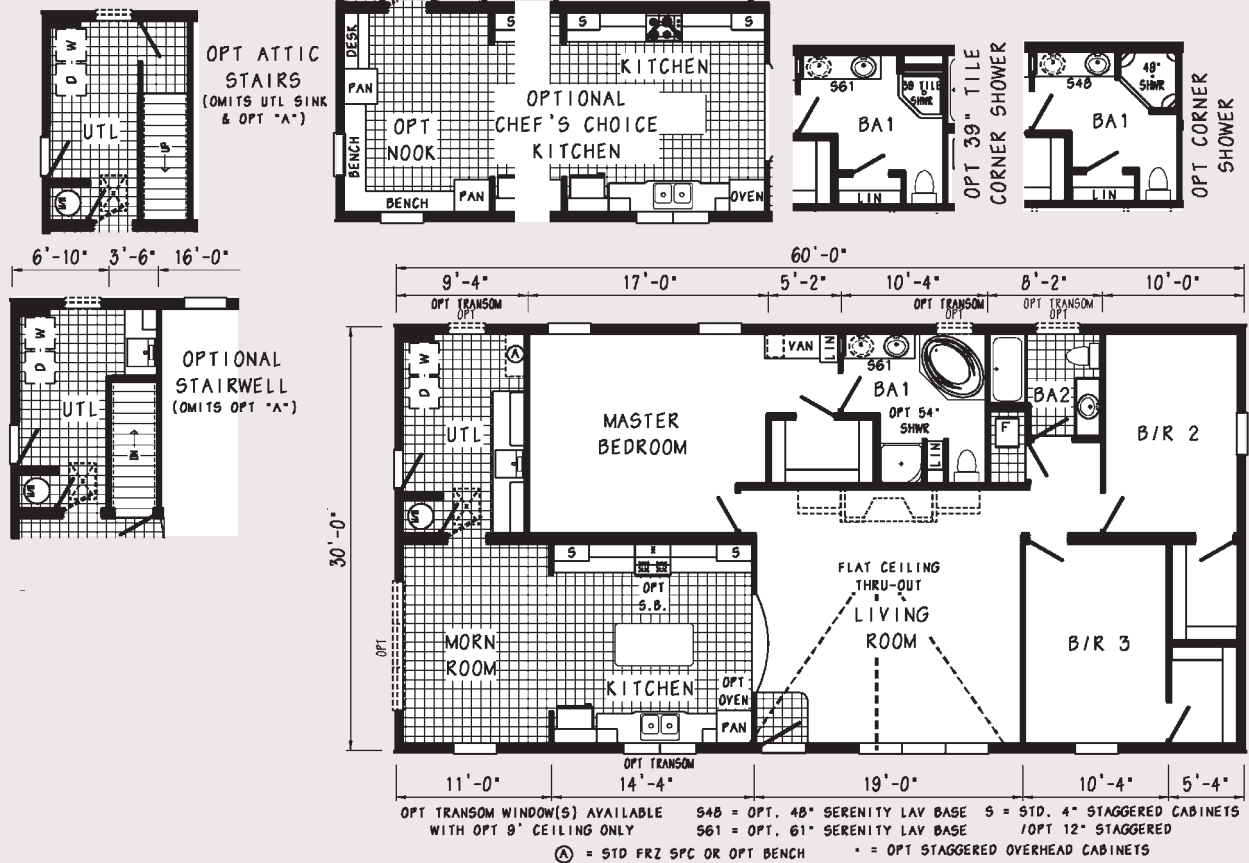 W
D
UTL
UP
WH
OPT ATTIC
STAIRS
(OMITS UTL SINK
& OPT "A")
DESK
PAN
BENCH
OPT
NOOK
BENCH
PAN
S
S
S
KITCHEN
OPTIONAL
CHEF'S CHOICE
KITCHEN
OVEN
S61
39" TILE
SHWR
BA1
LIN
OPT 39" TILE
CORNER SHOWER
S48
48"
SHWR
BA1
LIN
OPT CORNER
SHOWER
6'-10"
3'-6"
16'-0"
W
D
UTL
DN
WH
OPTIONAL
STAIRWELL
(OMITS OPT "A")
60'-0"
9'-4"
17'-0"
5'-2"
10'-4"
8'-2"
10'-0"
OPT TRANSOM
OPT
OPT TRANSOM
OPT
OPT TRANSOM
OPT
30'-0"
W
D
A
UTL
WH
MASTER
BEDROOM
VAN
LIN
S61
BA1
OPT 54"
SHWR
LIN
BA2
F
B/R 2
OPT
MORN
ROOM
S
S
OPT
S.B.
KITCHEN
OPT
OVEN
PAN
FLAT CEILING
THRU-OUT
LIVING
ROOM
B/R 3
OPT TRANSOM
11'-0"
14'-4"
19'-0"
10'-4"
5'-4"
OPT TRANSOM WINDOW(S) AVAILABLE
WITH OPT 9' CEILING ONLY
S48 = OPT. 48" SERENITY LAV BASE
S61 = OPT. 61" SERENITY LAV BASE
S = STD. 4" STAGGERED CABINETS
/OPT 12" STAGGERED
A = STD FRZ SPC OR OPT BENCH
* = OPT STAGGERED OVERHEAD CABINETS